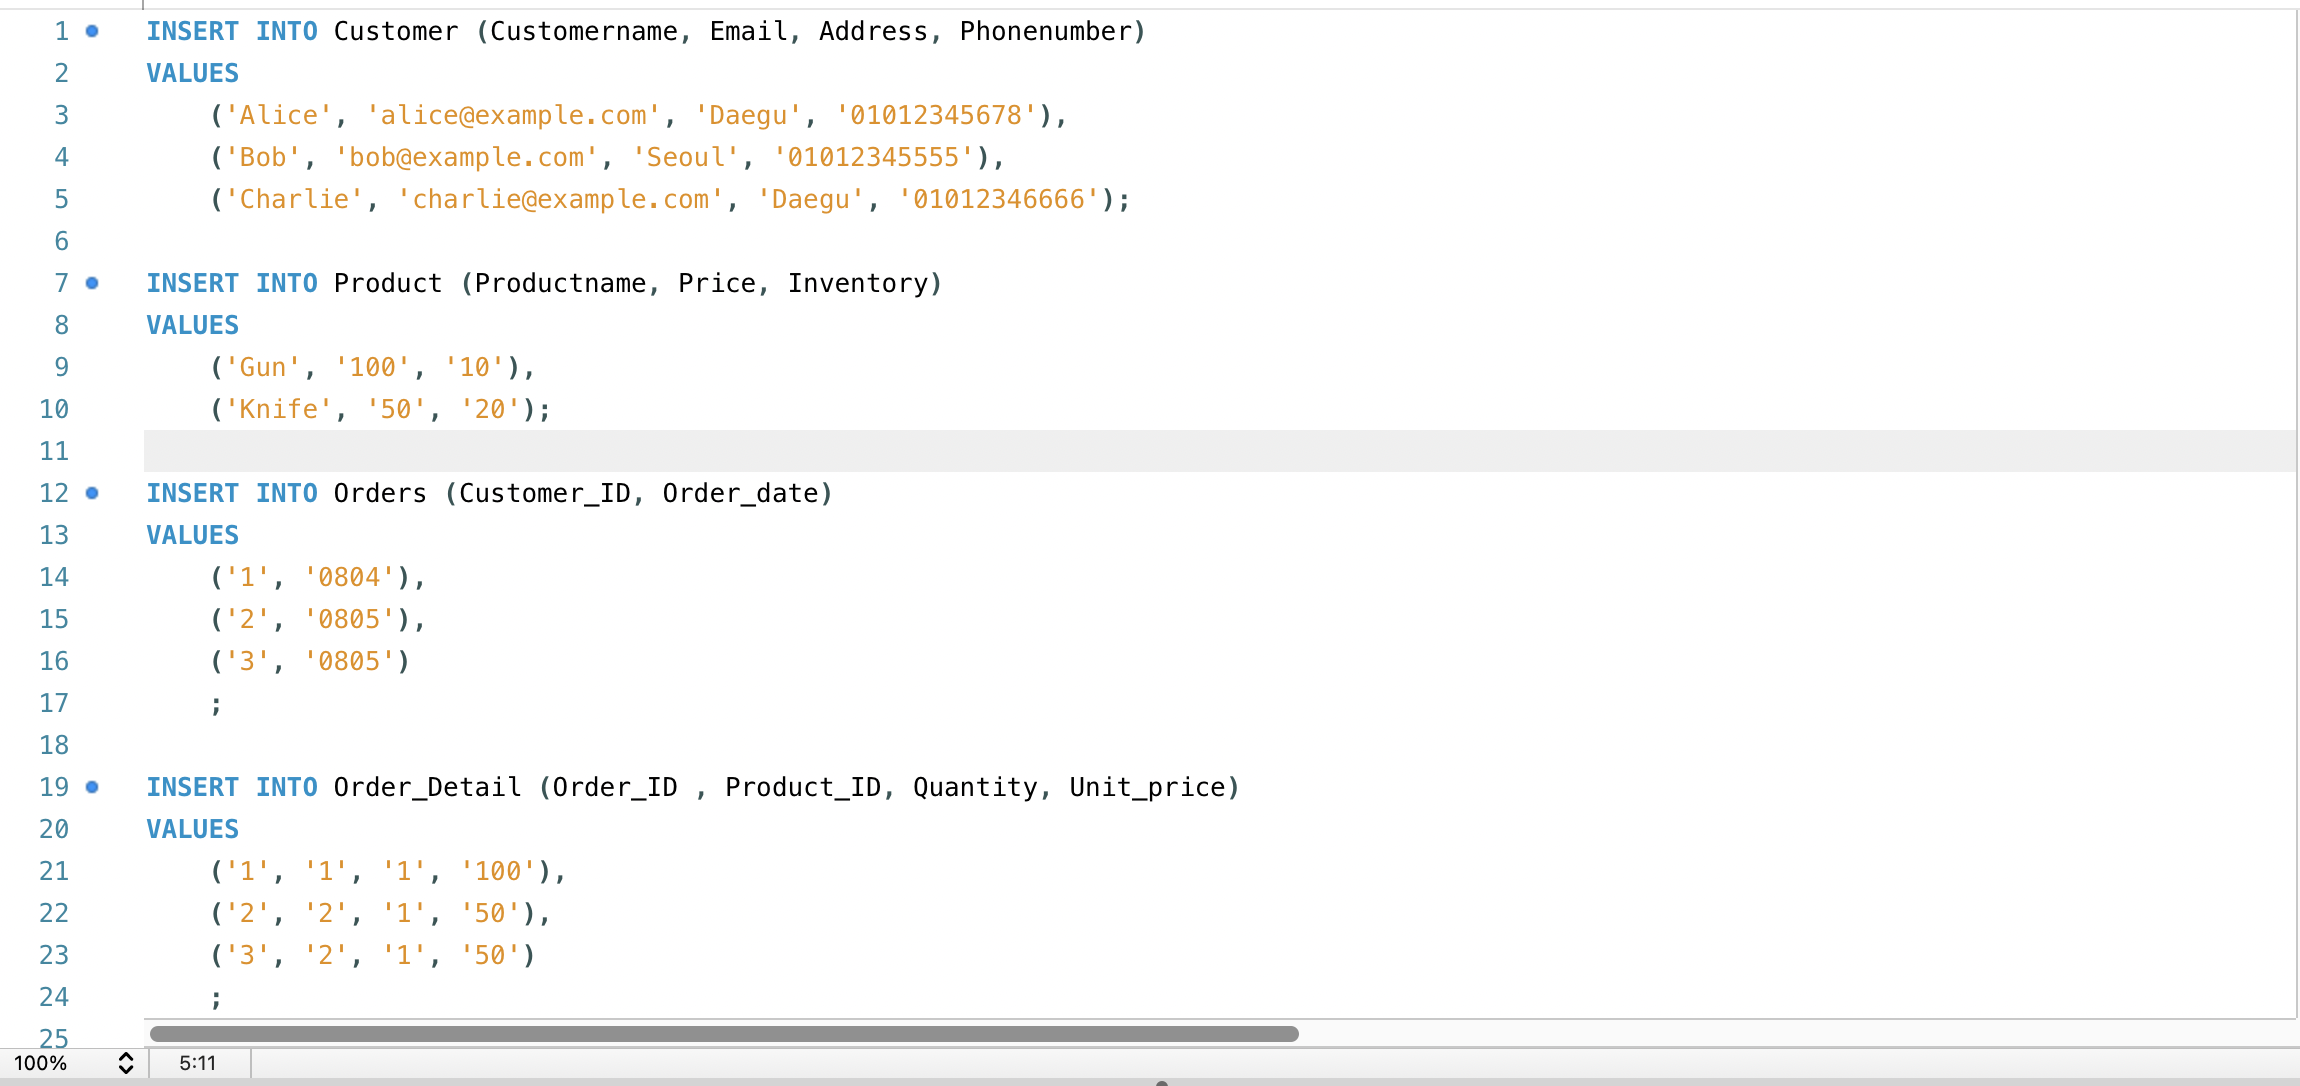 1 INSERT INTO Customer (Customername, Email, Address, Phonenumber)
2 VALUES
3 ('Alice', 'alice@example.com', 'Daegu', '01012345678'),
4 ('Bob', 'bob@example.com', 'Seoul', '01012345555'),
5 ('Charlie', 'charlie@example.com', 'Daegu', '01012346666');
6
7 INSERT INTO Product (Productname, Price, Inventory)
8 VALUES
9 ('Gun', '100', '10'),
10 ('Knife', '50', '20');
11
12 INSERT INTO Orders (Customer_ID, Order_date)
13 VALUES
14 ('1', '0804'),
15 ('2', '0805'),
16 ('3', '0805')
17 ;
18
19 INSERT INTO Order_Detail (Order_ID , Product_ID, Quantity, Unit_price)
20 VALUES
21 ('1', '1', '1', '100'),
22 ('2', '2', '1', '50'),
23 ('3', '2', '1', '50')
24 ;
25
100% 5:11